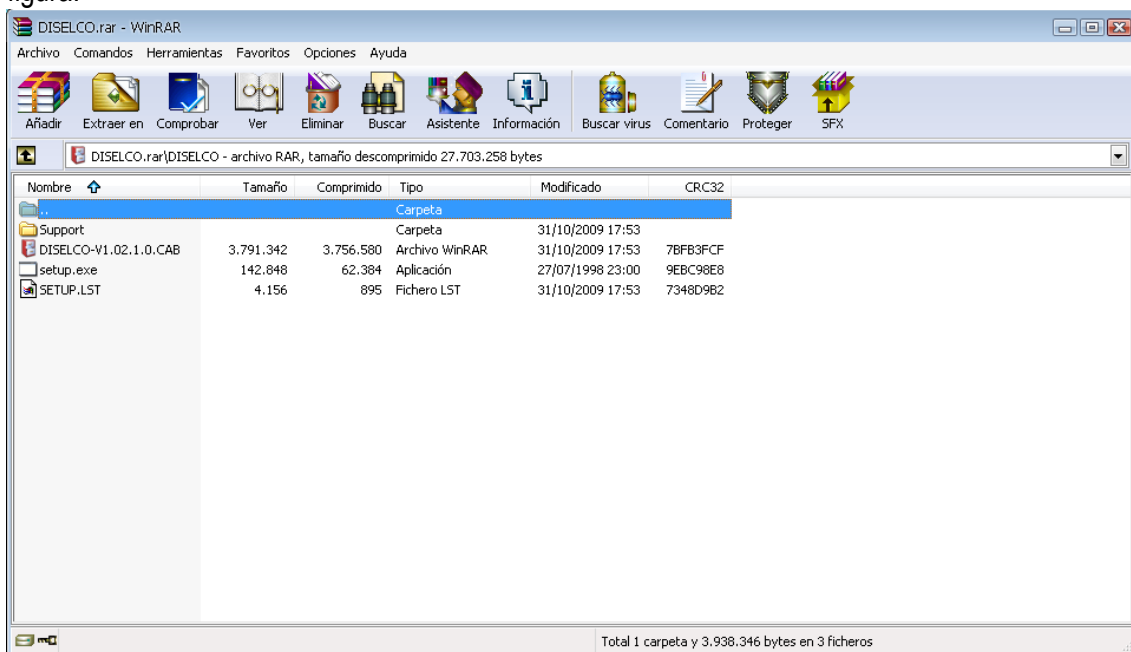 figura.
DISELCO.rar - WinRAR
Archivo Comandos Herramientas Favoritos Opciones Ayuda
Añadir Extraer en Comprobar Ver Eliminar Buscar Asistente Información Buscar virus Comentario Proteger SFX
DISELCO.rar\DISELCO - archivo RAR, tamaño descomprimido 27.703.258 bytes
Nombre Tamaño Comprimido Tipo Modificado CRC32
.. Carpeta
Support Carpeta 31/10/2009 17:53
DISELCO-V1.02.1.0.CAB 3.791.342 3.756.580 Archivo WinRAR 31/10/2009 17:53 7BFB3FCF
setup.exe 142.848 62.384 Aplicación 27/07/1998 23:00 9EBC98E8
SETUP.LST 4.156 895 Fichero LST 31/10/2009 17:53 7348D9B2
Total 1 carpeta y 3.938.346 bytes en 3 ficheros